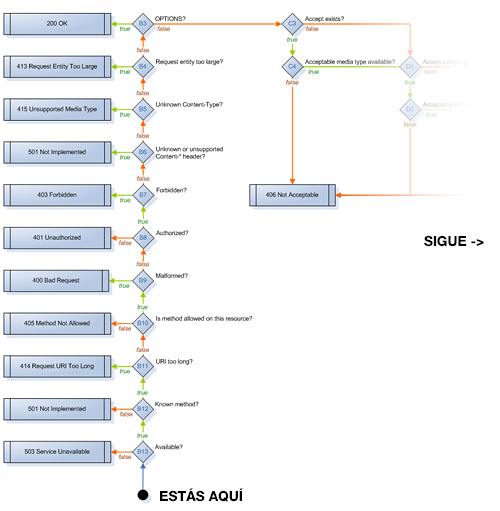 200 OK
true
B3
OPTIONS?
false
C3
Accept exists?
true
false
413 Request Entity Too Large
true
B4
Request entity too large?
false
C4
Acceptable media type available?
true
false
D4
false
415 Unsupported Media Type
true
B5
Unknown Content-Type?
false
D5
false
501 Not Implemented
true
B6
Unknown or unsupported
Content-* header?
false
403 Forbidden
true
B7
Forbidden?
true
406 Not Acceptable
401 Unauthorized
false
B8
Authorized?
false
SIGUE ->
400 Bad Request
true
B9
Malformed?
true
405 Method Not Allowed
false
B10
Is method allowed on this resource?
false
414 Request URI Too Long
true
B11
URI too long?
true
501 Not Implemented
false
B12
Known method?
true
503 Service Unavailable
false
B13
Available?
ESTÁS AQUÍ